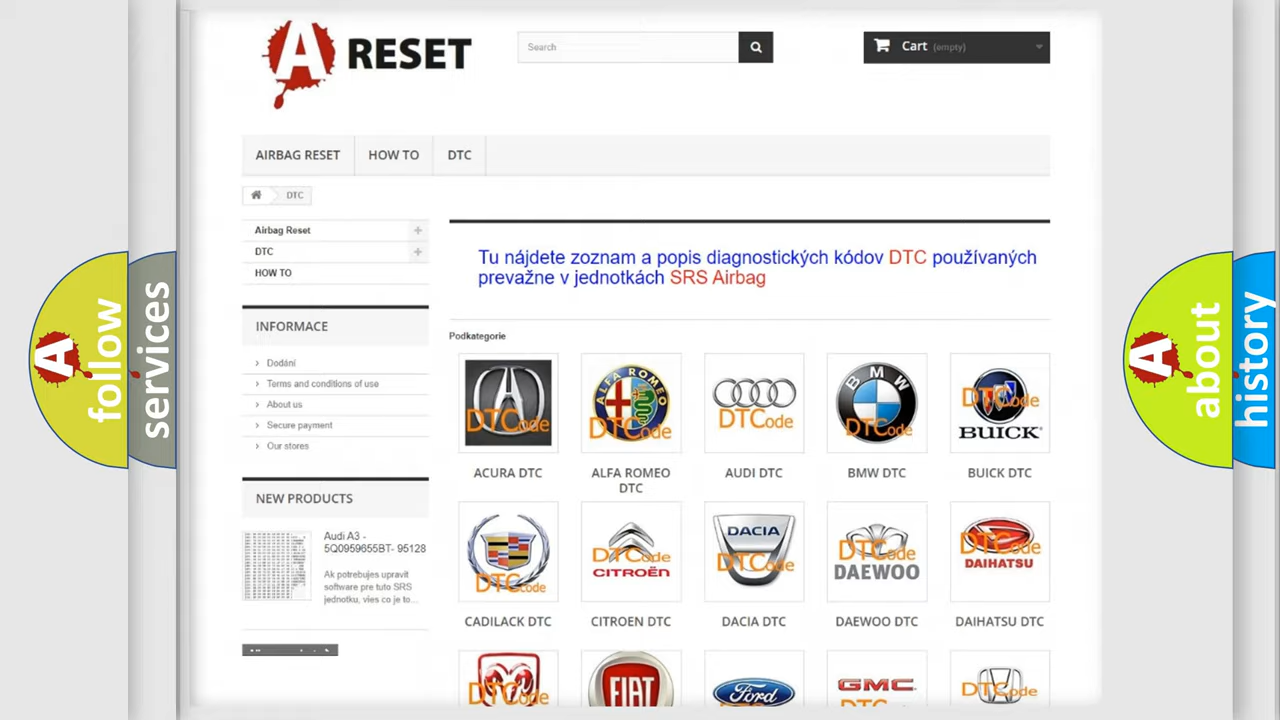 A RESET
Search
Cart (empty)
AIRBAG RESET
HOW TO
DTC
DTC
Airbag Reset
DTC
HOW TO
INFORMACE
Dodání
Terms and conditions of use
About us
Secure payment
Our stores
NEW PRODUCTS
Audi A3 -
5Q0959655BT- 95128
Ak potrebujes upravit
software pre tuto SRS
jednotku, vies co je to...
Tu nájdete zoznam a popis diagnostických kódov DTC používaných
prevažne v jednotkách SRS Airbag
Podkategorie
DTCode
ALFA ROMEO
DTCode
DTCode
BMW
DTCode
DTCode
BUICK
ACURA DTC
ALFA ROMEO
DTC
AUDI DTC
BMW DTC
BUICK DTC
DTCode
DTCode
CITROËN
DACIA
DTCode
DTCode
DAEWOO
DTCode
DAIHATSU
CADILACK DTC
CITROEN DTC
DACIA DTC
DAEWOO DTC
DAIHATSU DTC
DTCode
FIAT
Ford
GMC
DTCode
A
follow
services
A
about
history